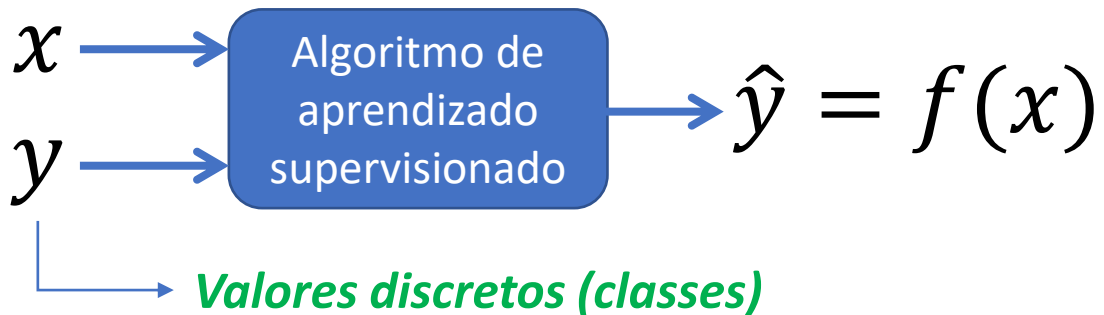 x
y
Algoritmo de
aprendizado
supervisionado
ŷ = f(x)
Valores discretos (classes)